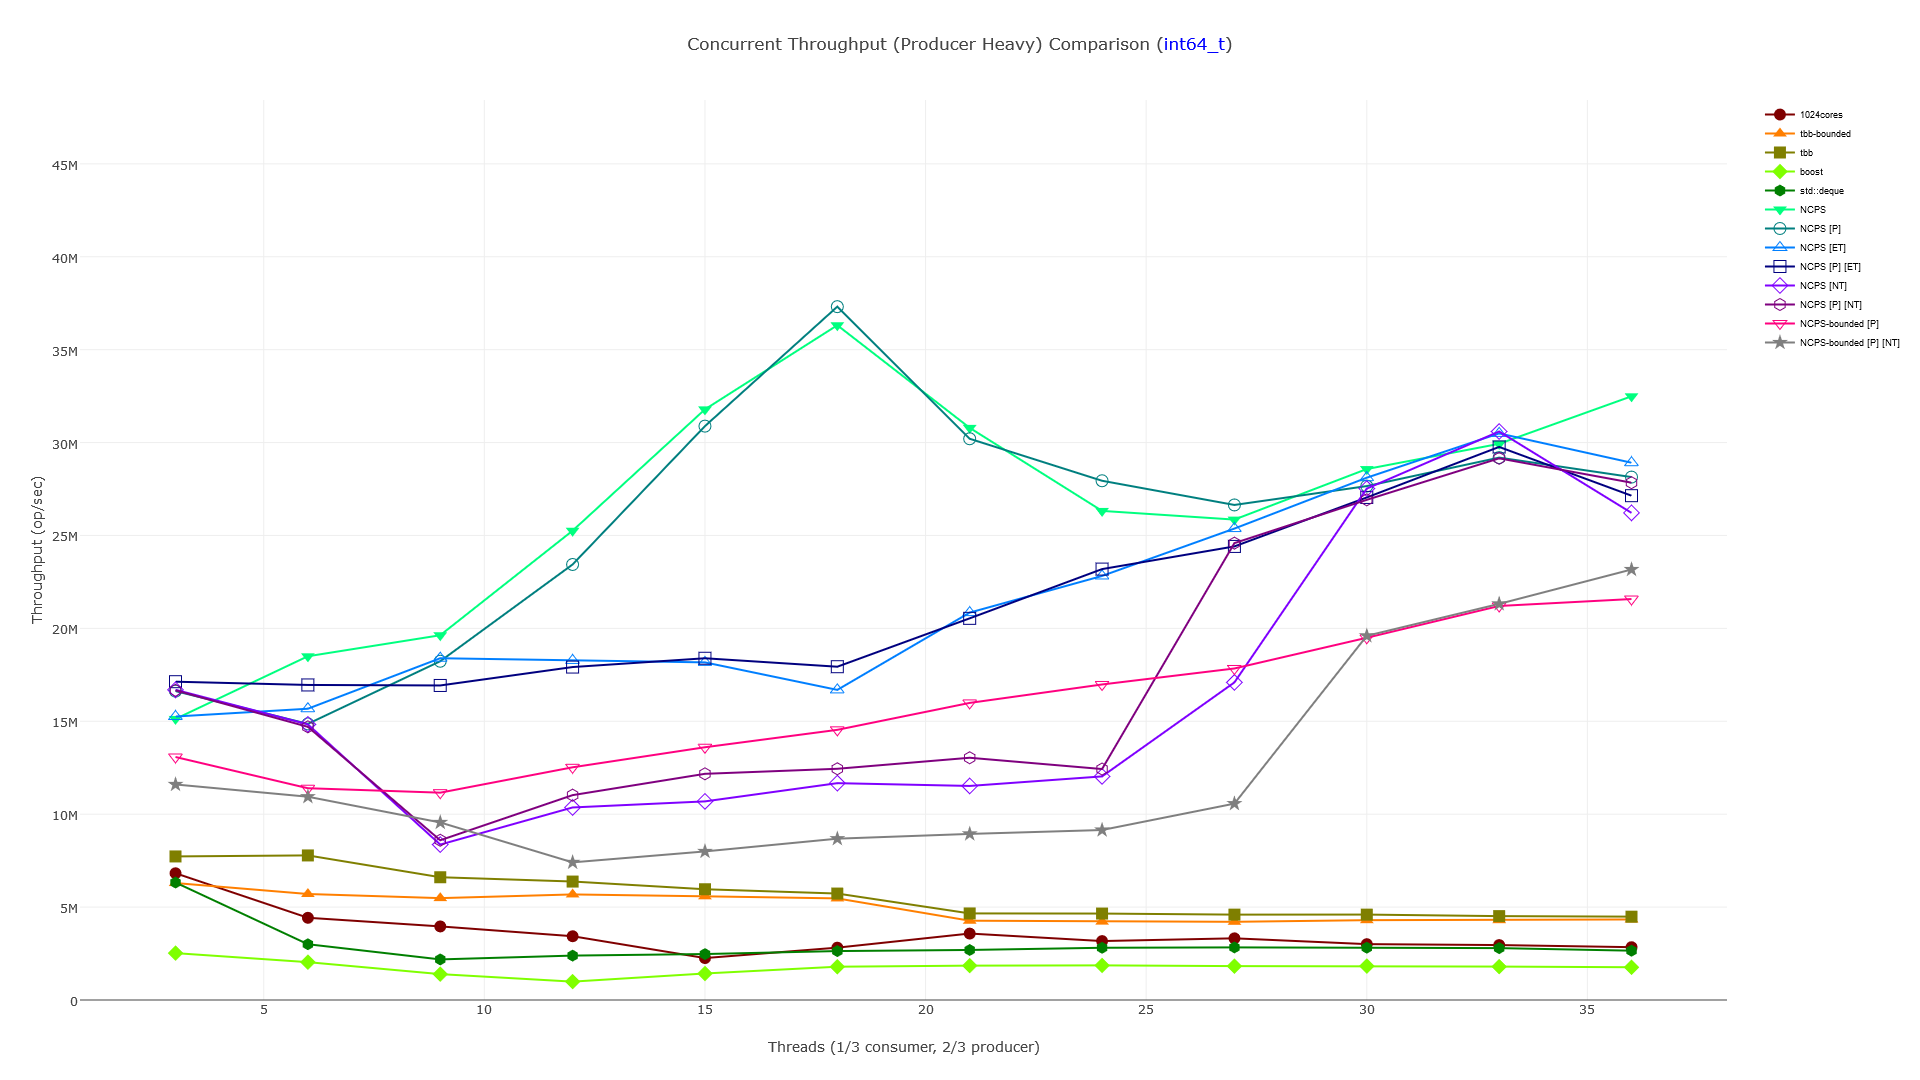 Concurrent Throughput (Producer Heavy) Comparison (int64_t)
1024cores
tbb-bounded
tbb
boost
std::deque
NCPS
NCPS [P]
NCPS [ET]
NCPS [P] [ET]
NCPS [NT]
NCPS [P] [NT]
NCPS-bounded [P]
NCPS-bounded [P] [NT]
Throughput (op/sec)
45M
40M
35M
30M
25M
20M
15M
10M
5M
0
5 10 15 20 25 30 35
Threads (1/3 consumer, 2/3 producer)